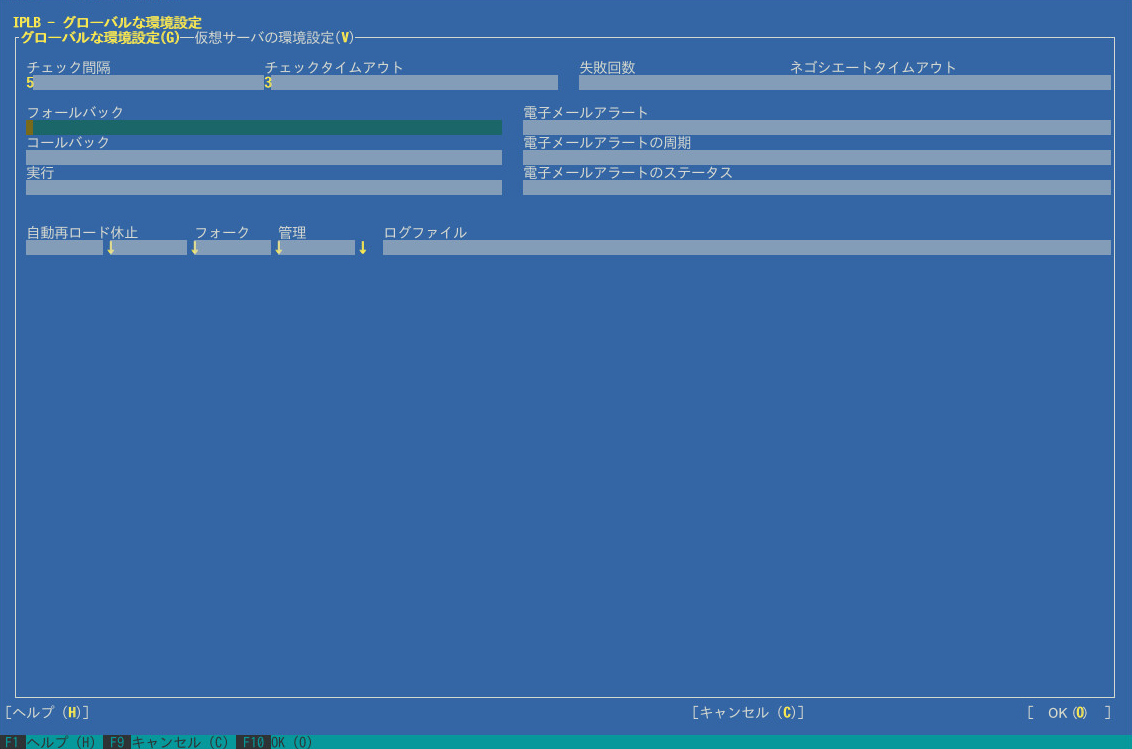 IPLB - グローバルな環境設定
グローバルな環境設定(G)─仮想サーバの環境設定(V)
チェック間隔 チェックタイムアウト 失敗回数 ネゴシエートタイムアウト
5 3
フォールバック 電子メールアラート
コールバック 電子メールアラートの周期
実行 電子メールアラートのステータス
自動再ロード休止 フォーク 管理 ログファイル
↓ ↓ ↓ ↓
[ヘルプ (H)] [キャンセル (C)] [ OK (O) ]
F1 ヘルプ (H) F9 キャンセル (C) F10 OK (O)